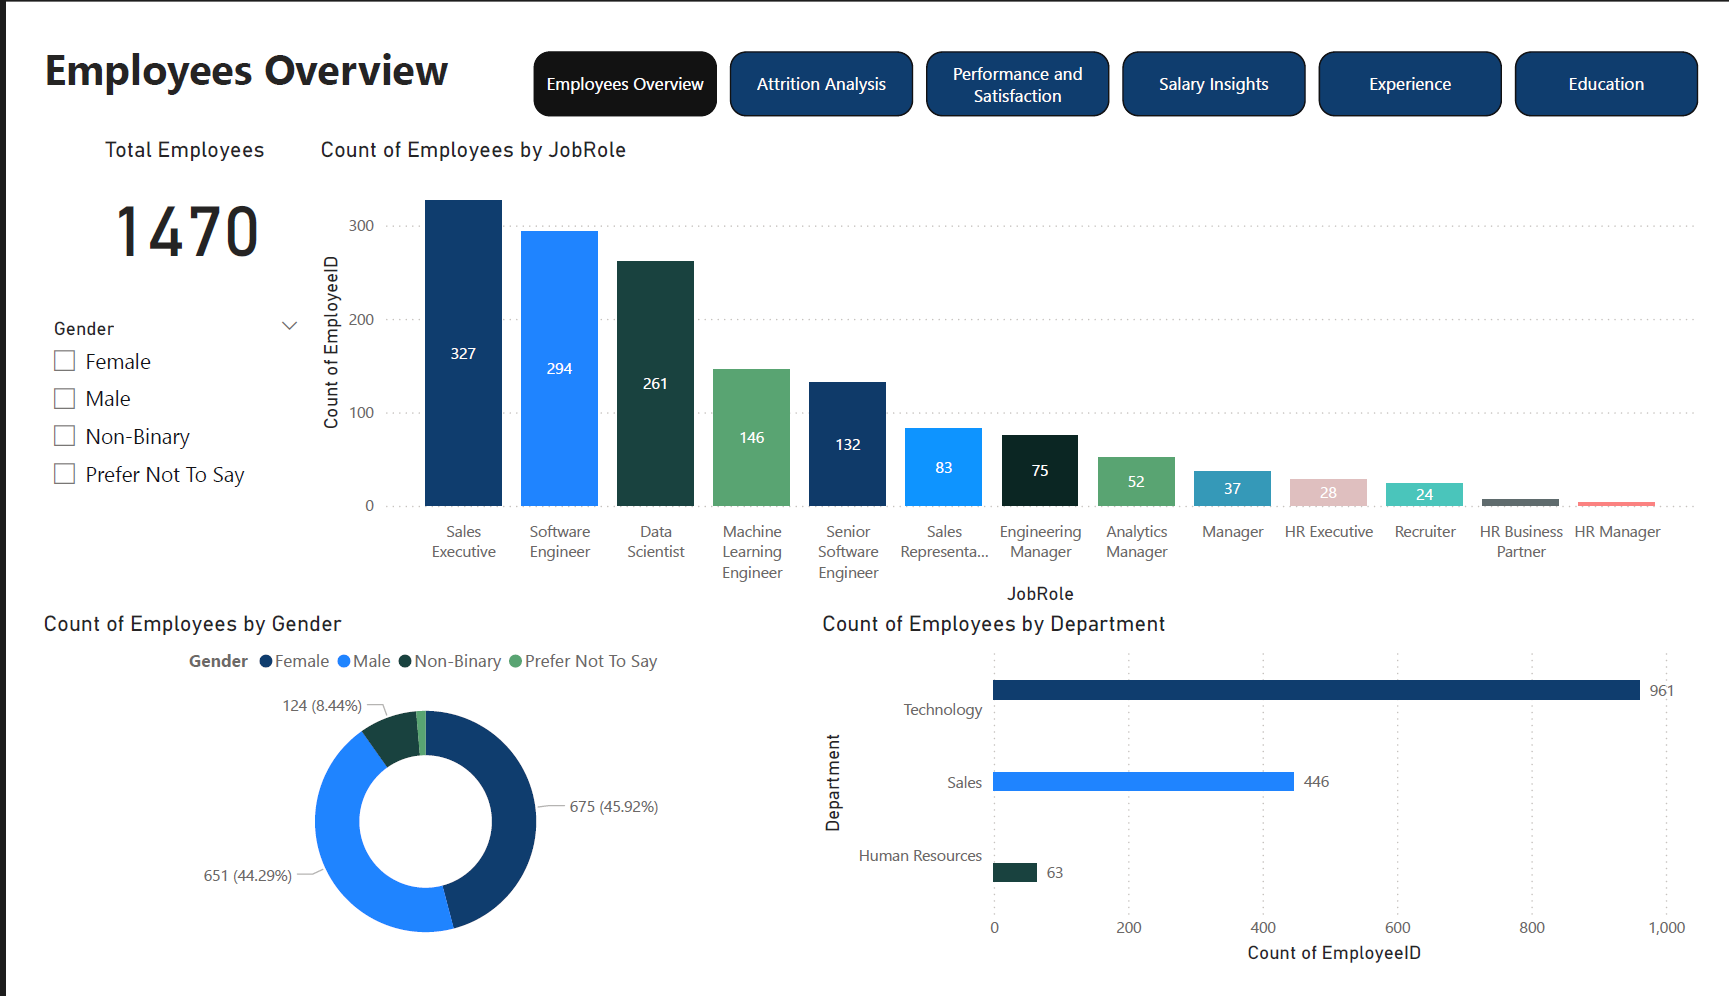 Employees Overview
Employees Overview
Attrition Analysis
Performance and
Satisfaction
Salary Insights
Experience
Education
Total Employees
1470
Gender
Female
Male
Non-Binary
Prefer Not To Say
Count of Employees by JobRole
Count of EmployeeID
300
200
100
0
327
294
261
146
132
83
75
52
37
28
24
Sales
Executive
Software
Engineer
Data
Scientist
Machine
Learning
Engineer
Senior
Software
Engineer
Sales
Representa...
Engineering
Manager
Analytics
Manager
Manager
HR Executive
Recruiter
HR Business
Partner
HR Manager
JobRole
Count of Employees by Gender
Gender Female Male Non-Binary Prefer Not To Say
124 (8.44%)
675 (45.92%)
651 (44.29%)
Count of Employees by Department
Department
Technology
961
Sales
446
Human Resources
63
0 200 400 600 800 1,000
Count of EmployeeID